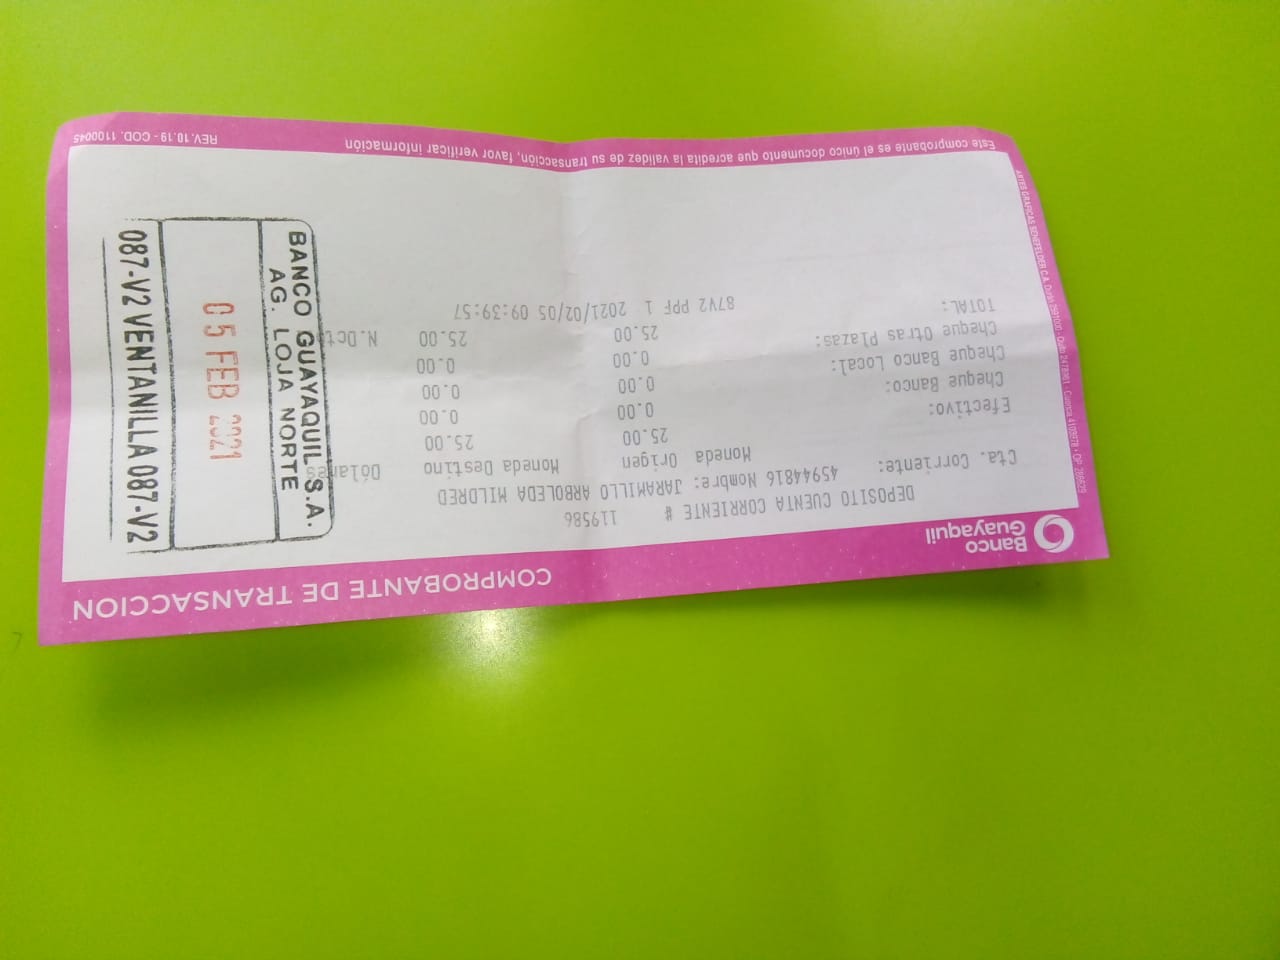 Banco
Guayaquil
COMPROBANTE DE TRANSACCION
DEPOSITO CUENTA CORRIENTE # 119586
Cta. Corriente: 45944816 Nombre: JARAMILLO ARBOLEDA MILDRED
Moneda Origen Moneda Destino Dólares
Efectivo: 25.00 25.00
Cheque Banco: 0.00 0.00
Cheque Banco Local: 0.00 0.00
Cheque Otras Plazas: 0.00 0.00
TOTAL: 25.00 25.00 N.Dcto
87V2 PPF 1 2021/02/05 09:39:57
BANCO GUAYAQUIL S.A.
AG. LOJA NORTE
05 FEB 2021
087-V2 VENTANILLA 087-V2
Este comprobante es el único documento que acredita la validez de su transacción, favor verificar información
REV. 10.19 - COD. 1100045
ARTES GRAFICAS SENEFELDER C.A.